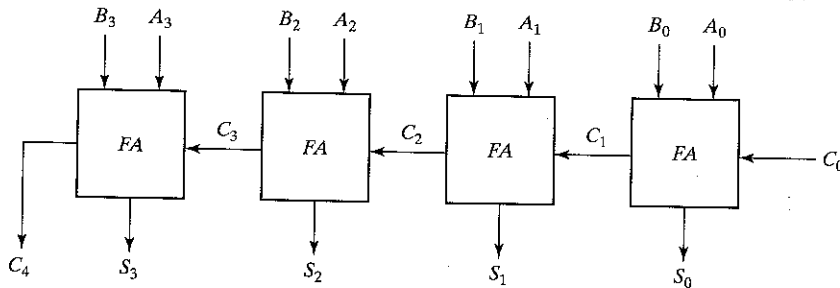 B₃ A₃ B₂ A₂ B₁ A₁ B₀ A₀
FA C₃ FA C₂ FA C₁ FA C₀
C₄ S₃ S₂ S₁ S₀